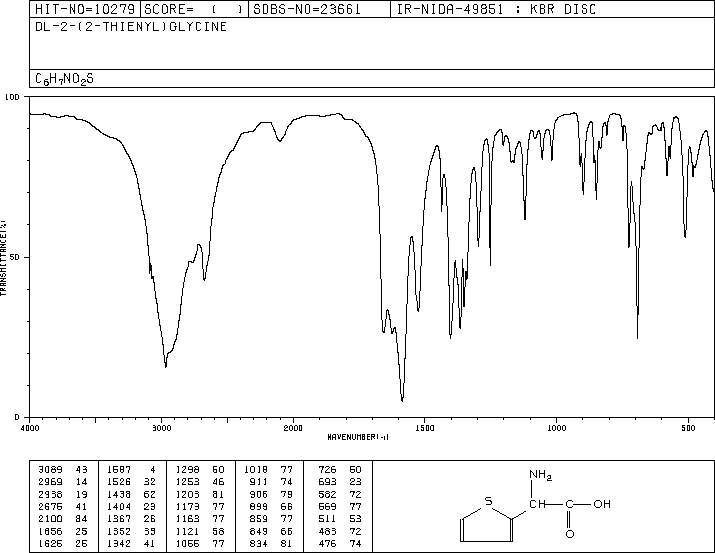 HIT-NO=10279 SCORE= ( ) SDBS-NO=23661 IR-NIDA-49851 : KBR DISC
DL-2-(2-THIENYL)GLYCINE
C6H7NO2S
100
50
0
TRANSMITTANCE(%)
4000 3000 2000 1500 1000 500
WAVENUMBER(-1)
3089 43 1587 4 1298 50 1018 77 726 50
2969 14 1526 32 1253 46 911 74 693 23
2938 19 1438 62 1203 81 906 79 582 72
2675 41 1404 23 1173 77 899 66 569 77
2100 84 1367 26 1163 77 859 77 511 53
1656 25 1352 39 1121 58 849 66 483 72
1625 25 1342 41 1055 77 834 81 476 74
NH2
S
CH C OH
O